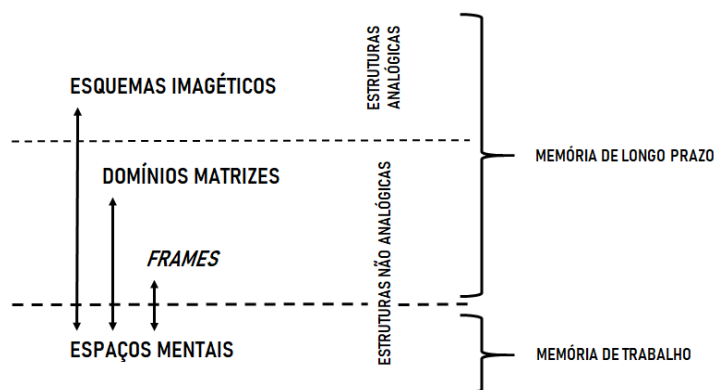 ESQUEMAS IMAGÉTICOS
ESTRUTURAS
ANALÓGICAS
DOMÍNIOS MATRIZES
MEMÓRIA DE LONGO PRAZO
FRAMES
ESTRUTURAS NÃO ANALÓGICAS
ESPAÇOS MENTAIS
MEMÓRIA DE TRABALHO